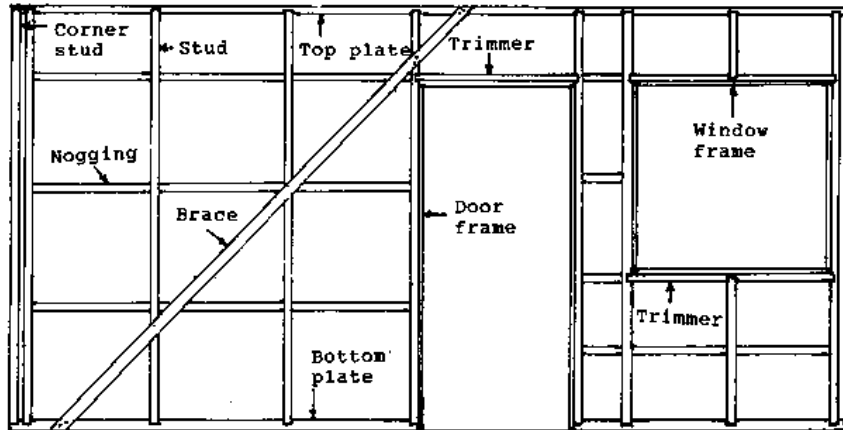 Corner
stud
Stud
Top plate
Trimmer
Window
frame
Nogging
Brace
Door
frame
Trimmer
Bottom
plate